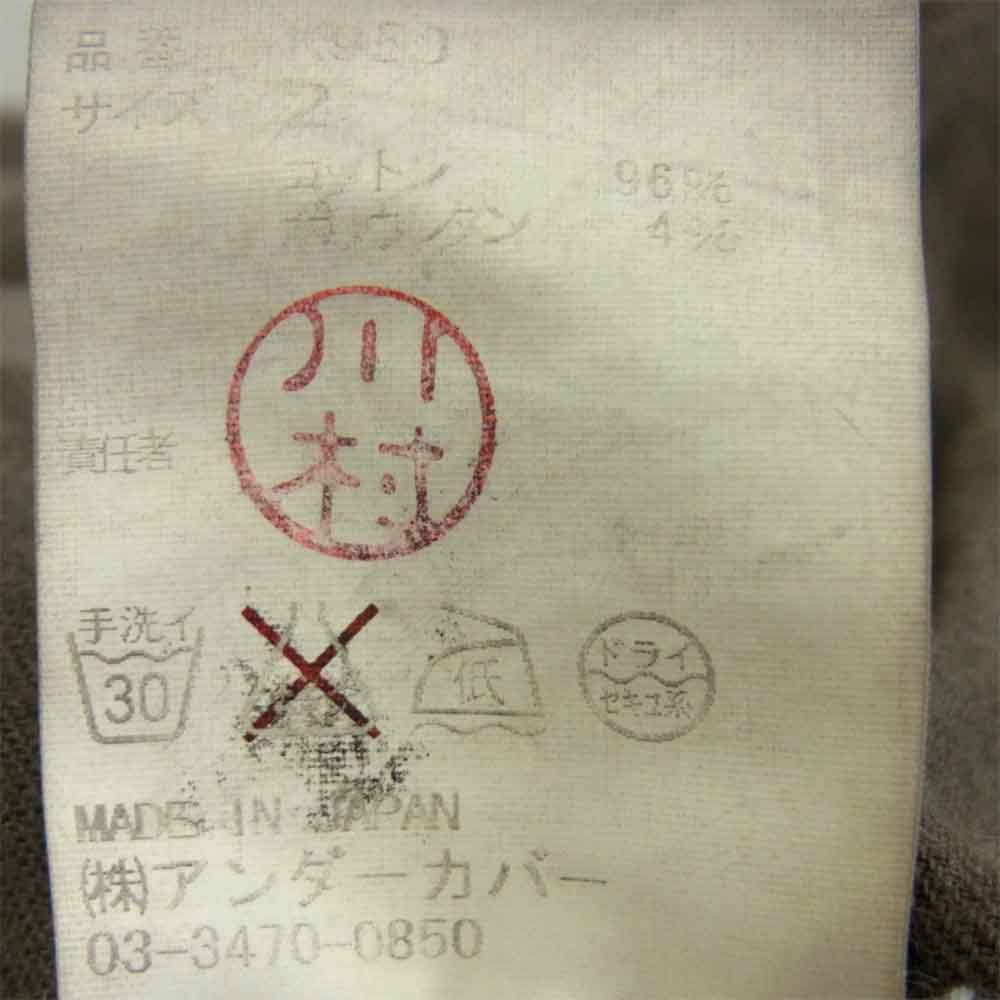 品番 K950
サイズ 2
コットン 96%
ポリウレタン 4%
川村
責任者
手洗イ
30
低
ドライ
セキユ系
MADE IN JAPAN
(株)アンダーカバー
03-3470-0850